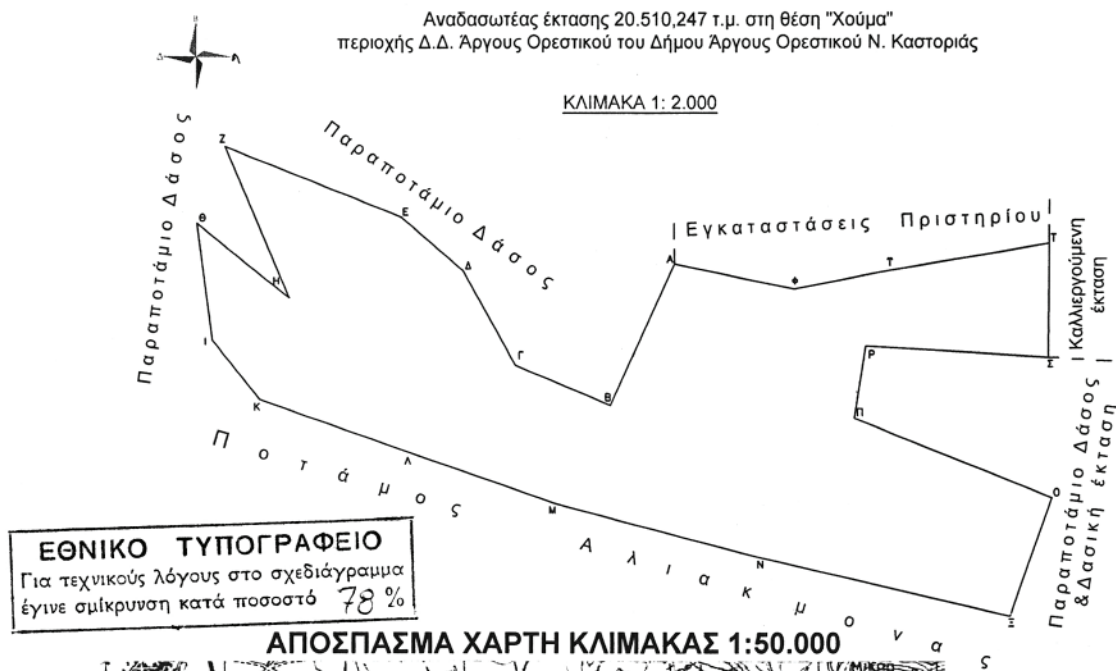 Αναδασωτέας έκτασης 20.510,247 τ.μ. στη θέση "Χούμα"
περιοχής Δ.Δ. Άργους Ορεστικού του Δήμου Άργους Ορεστικού Ν. Καστοριάς
ΚΛΙΜΑΚΑ 1: 2.000
Β
Δ
Α
Παραποτάμιο Δάσος
Παραποτάμιο Δάσος
Εγκαταστάσεις Πριστηρίου
Καλλιεργούμενη
έκταση
Παραποτάμιο Δάσος
&Δασική έκταση
Ζ
Ε
Δ
Θ
Η
Ι
Κ
Γ
Β
Α
Φ
Τ
Τ
Ρ
Σ
Π
Ο
Λ
Μ
Ν
Ξ
Ποτάμος Αλιακμονας
ΕΘΝΙΚΟ ΤΥΠΟΓΡΑΦΕΙΟ
Για τεχνικούς λόγους στο σχεδιάγραμμα
έγινε σμίκρυνση κατά ποσοστό 78 %
ΑΠΟΣΠΑΣΜΑ ΧΑΡΤΗ ΚΛΙΜΑΚΑΣ 1:50.000